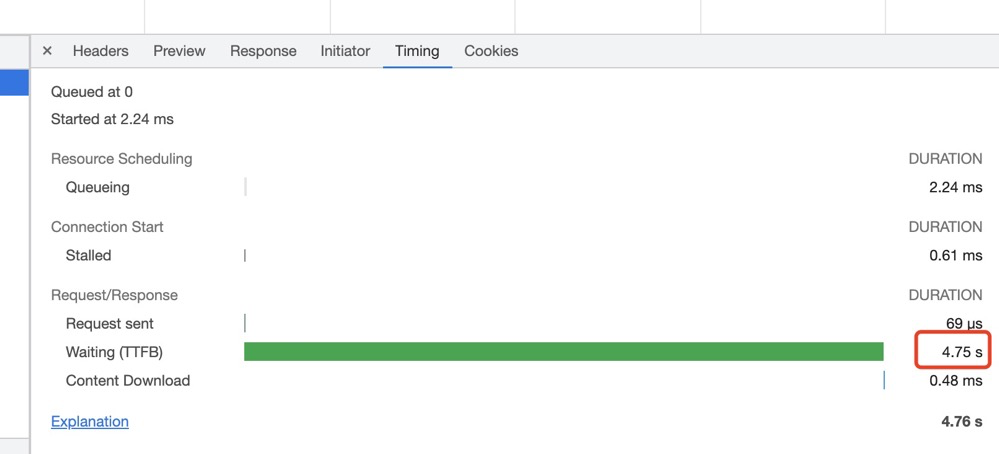 × Headers Preview Response Initiator Timing Cookies
Queued at 0
Started at 2.24 ms
Resource Scheduling DURATION
Queueing 2.24 ms
Connection Start DURATION
Stalled 0.61 ms
Request/Response DURATION
Request sent 69 µs
Waiting (TTFB) 4.75 s
Content Download 0.48 ms
Explanation 4.76 s